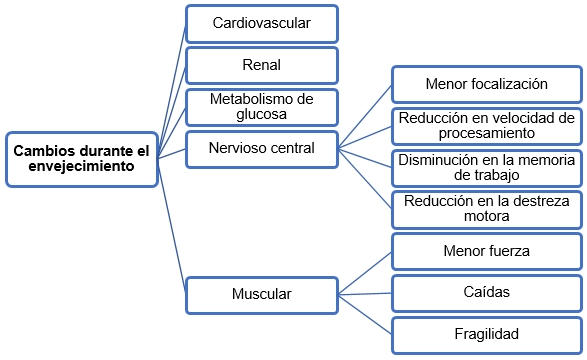 Cambios durante el
envejecimiento
Cardiovascular
Renal
Metabolismo de
glucosa
Nervioso central
Menor focalización
Reducción en velocidad de
procesamiento
Disminución en la memoria
de trabajo
Reducción en la destreza
motora
Muscular
Menor fuerza
Caídas
Fragilidad